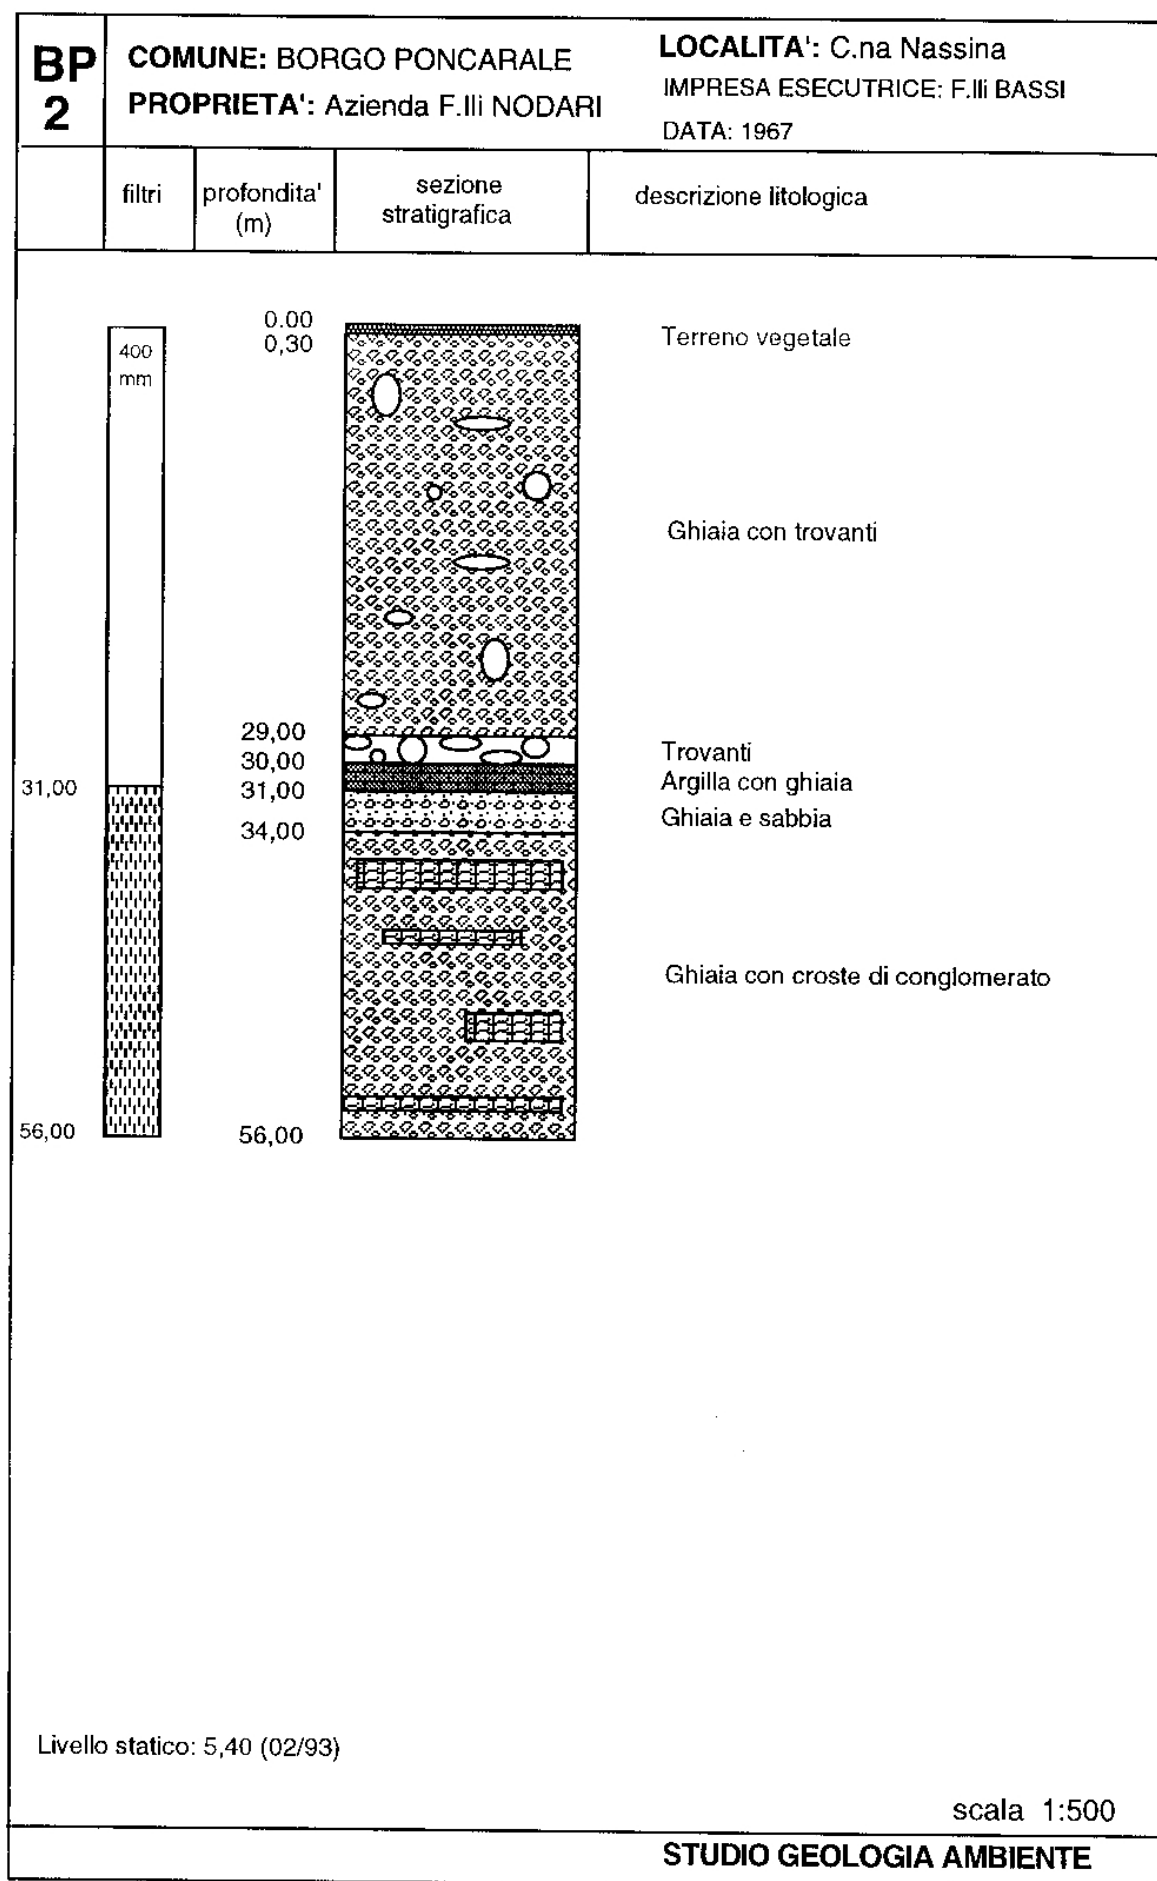 BP
2
COMUNE: BORGO PONCARALE
PROPRIETA': Azienda F.lli NODARI
LOCALITA': C.na Nassina
IMPRESA ESECUTRICE: F.lli BASSI
DATA: 1967
filtri
profondita'
(m)
sezione
stratigrafica
descrizione litologica
400
mm
0.00
0,30
Terreno vegetale
Ghiaia con trovanti
29,00
Trovanti
30,00
Argilla con ghiaia
31,00
31,00
Ghiaia e sabbia
34,00
Ghiaia con croste di conglomerato
56,00
56,00
Livello statico: 5,40 (02/93)
scala 1:500
STUDIO GEOLOGIA AMBIENTE